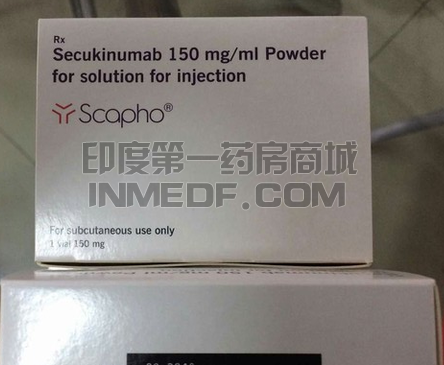 Rx
Secukinumab 150 mg/ml Powder
for solution for injection
Scapho®
印度第一药房商城
INMEDF.COM
For subcutaneous use only
1 vial 150 mg